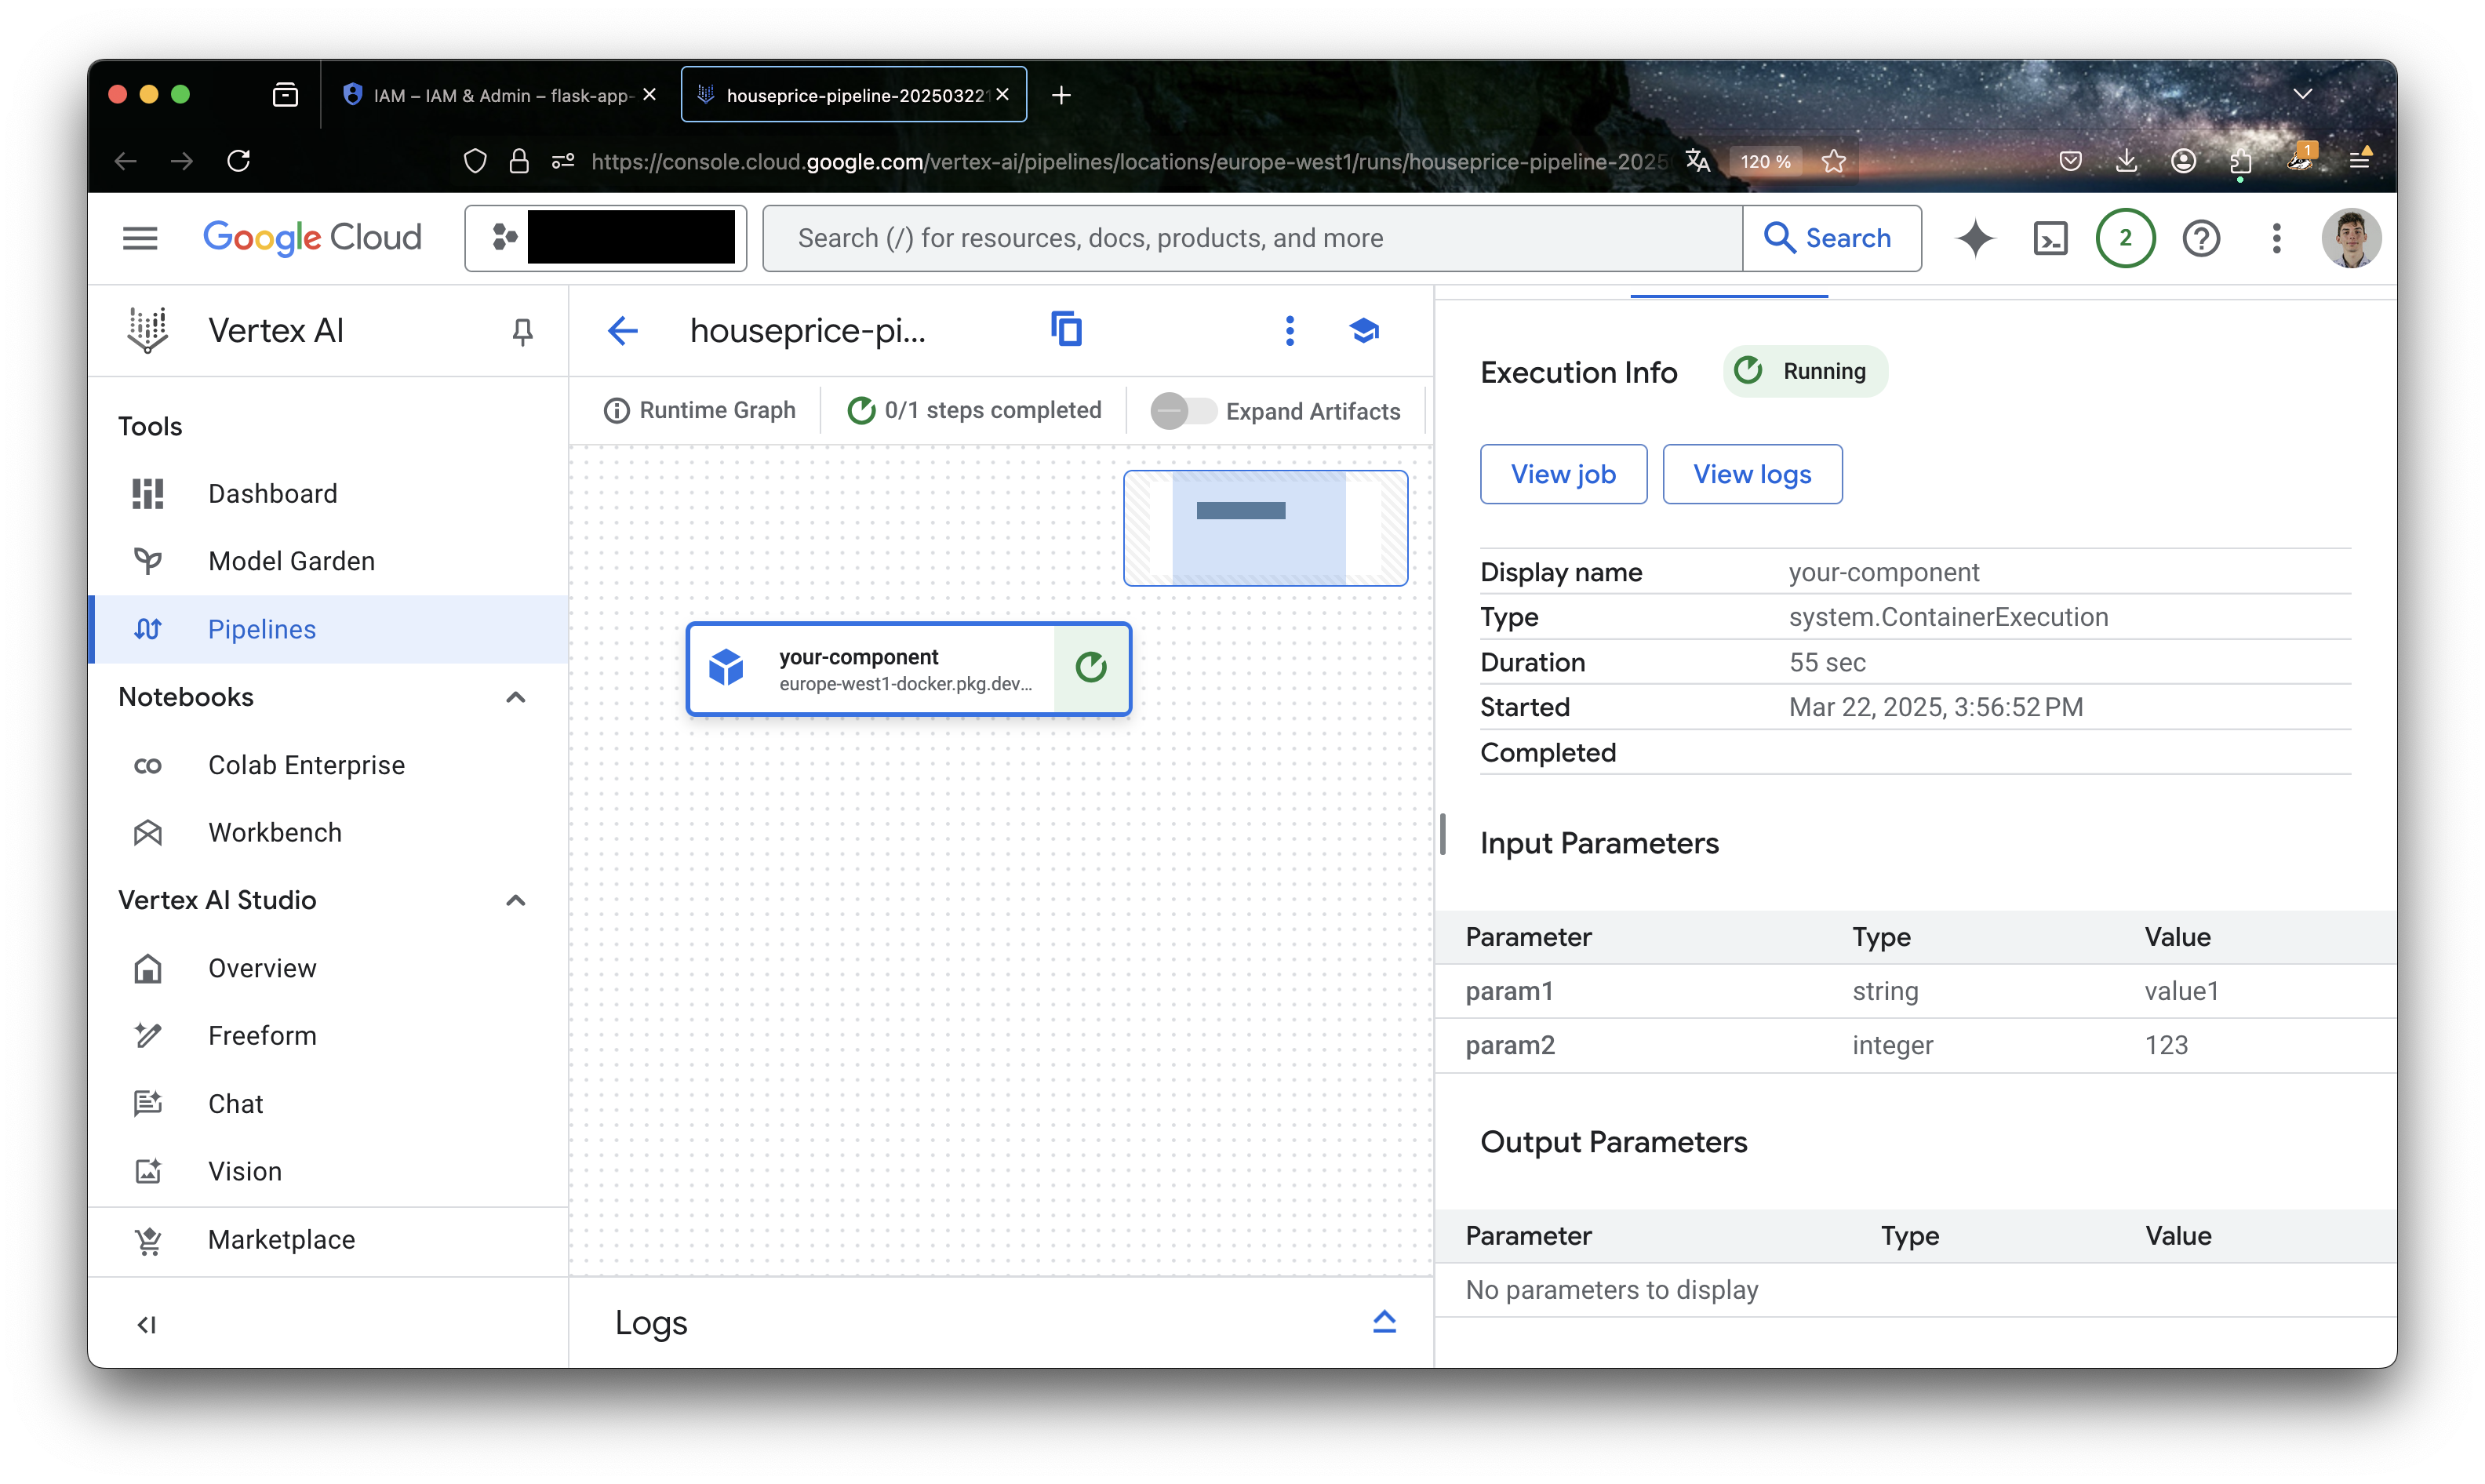 IAM – IAM & Admin – flask-app-
houseprice-pipeline-202503221
https://console.cloud.google.com/vertex-ai/pipelines/locations/europe-west1/runs/houseprice-pipeline-2025
120 %
1
Google Cloud
Search (/) for resources, docs, products, and more
Search
2
Vertex AI
houseprice-pi...
Tools
Dashboard
Model Garden
Pipelines
Notebooks
Colab Enterprise
Workbench
Vertex AI Studio
Overview
Freeform
Chat
Vision
Marketplace
Runtime Graph
0/1 steps completed
Expand Artifacts
your-component
europe-west1-docker.pkg.dev...
Logs
Execution Info
Running
View job
View logs
Display name your-component
Type system.ContainerExecution
Duration 55 sec
Started Mar 22, 2025, 3:56:52 PM
Completed
Input Parameters
Parameter Type Value
param1 string value1
param2 integer 123
Output Parameters
Parameter Type Value
No parameters to display